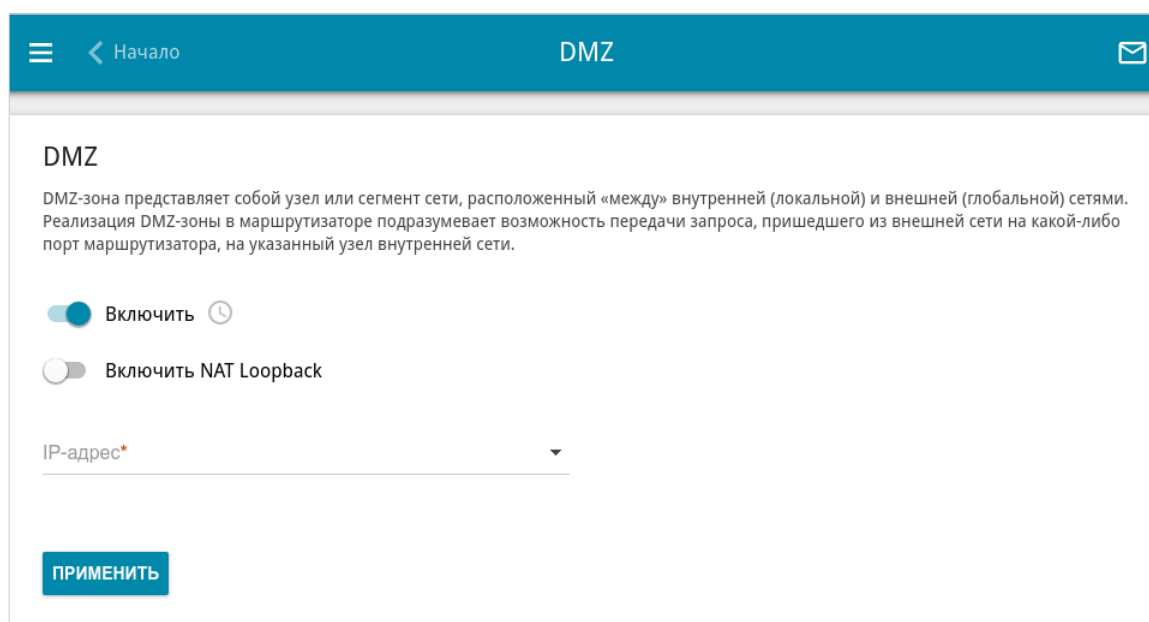 Начало
DMZ
DMZ
DMZ-зона представляет собой узел или сегмент сети, расположенный «между» внутренней (локальной) и внешней (глобальной) сетями.
Реализация DMZ-зоны в маршрутизаторе подразумевает возможность передачи запроса, пришедшего из внешней сети на какой-либо
порт маршрутизатора, на указанный узел внутренней сети.
Включить
Включить NAT Loopback
IP-адрес*
ПРИМЕНИТЬ